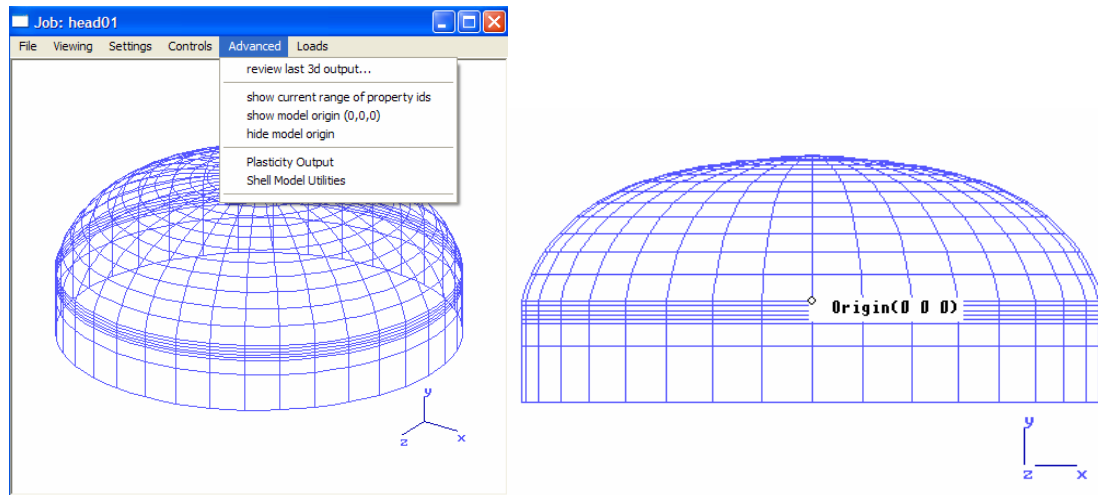 Job: head01
File Viewing Settings Controls Advanced Loads
review last 3d output...
show current range of property ids
show model origin (0,0,0)
hide model origin
Plasticity Output
Shell Model Utilities
y
z x
Origin(0 0 0)
y
z x